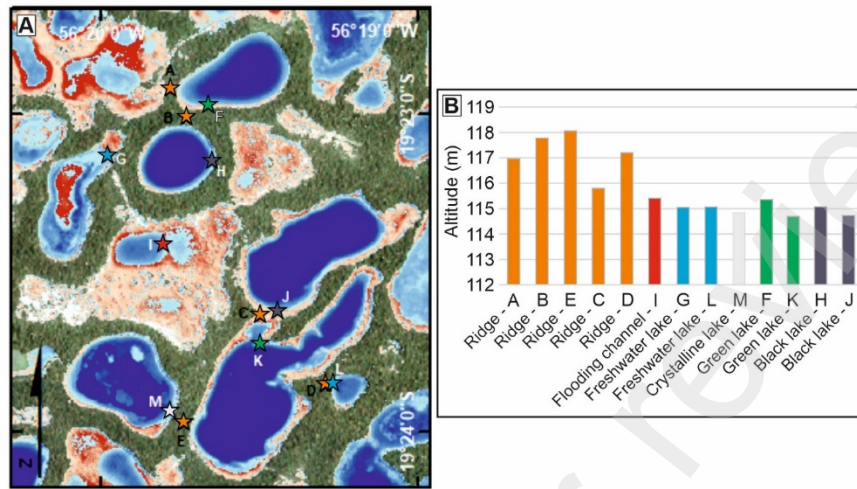 A
56°20'0"W
56°19'0"W
A
B
F
G
H
19°23'0"S
I
C
J
K
D
L
M
E
19°24'0"S
N
B
119
118
117
116
115
114
113
112
Altitude (m)
Ridge - A
Ridge - B
Ridge - E
Ridge - C
Ridge - D
Flooding channel - I
Freshwater lake - G
Freshwater lake - L
Crystalline lake - M
Green lake - F
Green lake - K
Black lake - H
Black lake - J
review